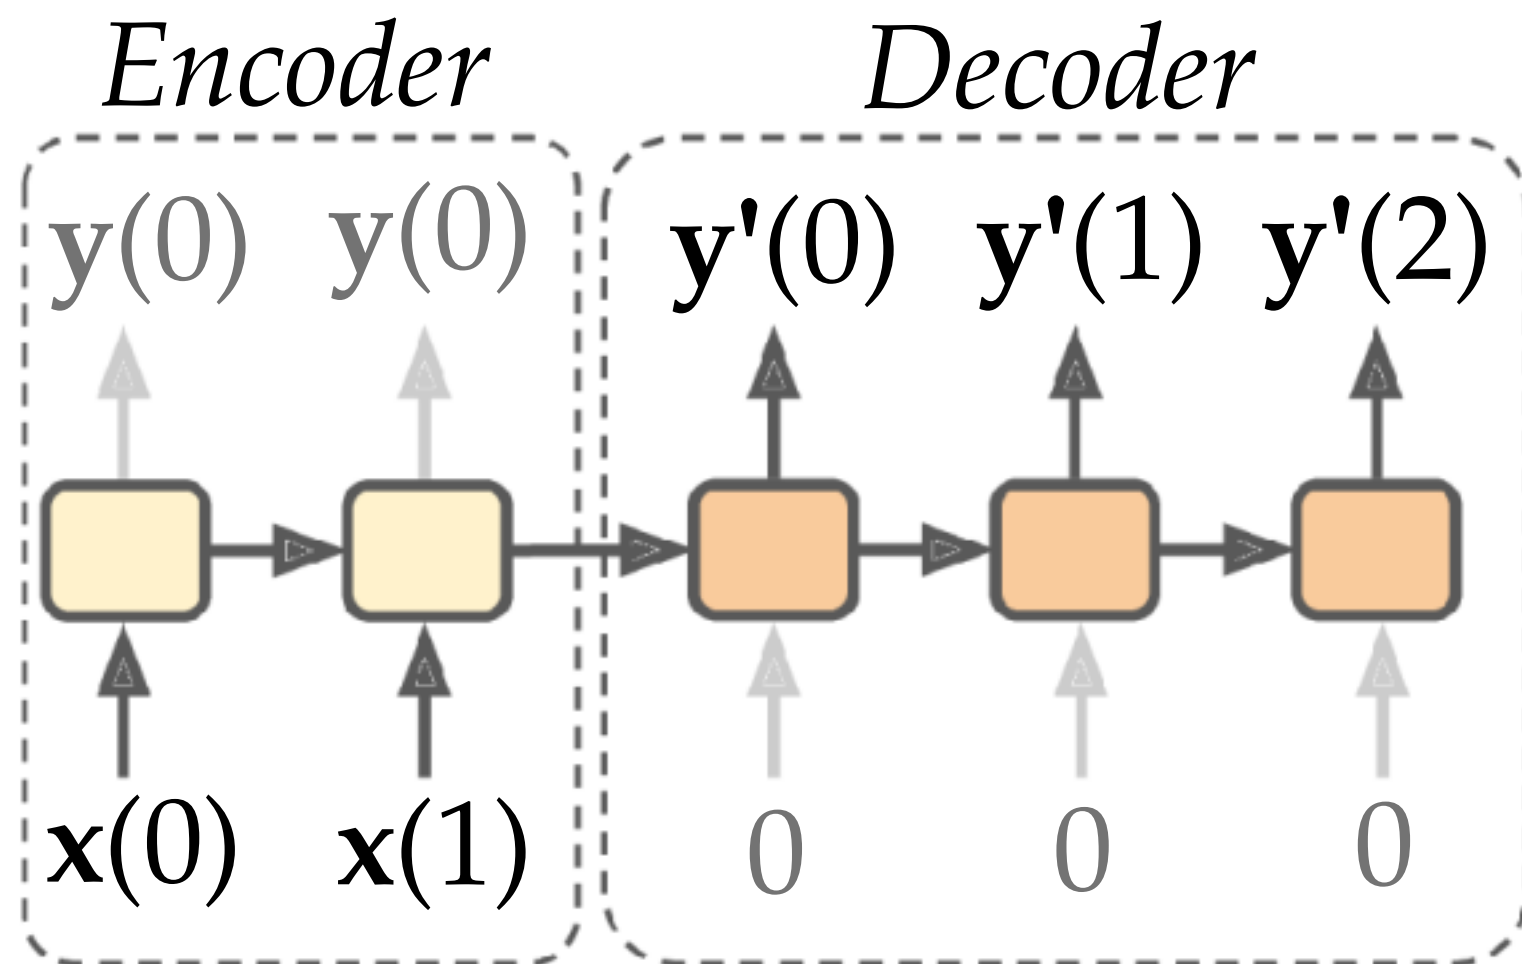 Encoder Decoder
y(0) y(0) y'(0) y'(1) y'(2)
x(0) x(1) 0 0 0